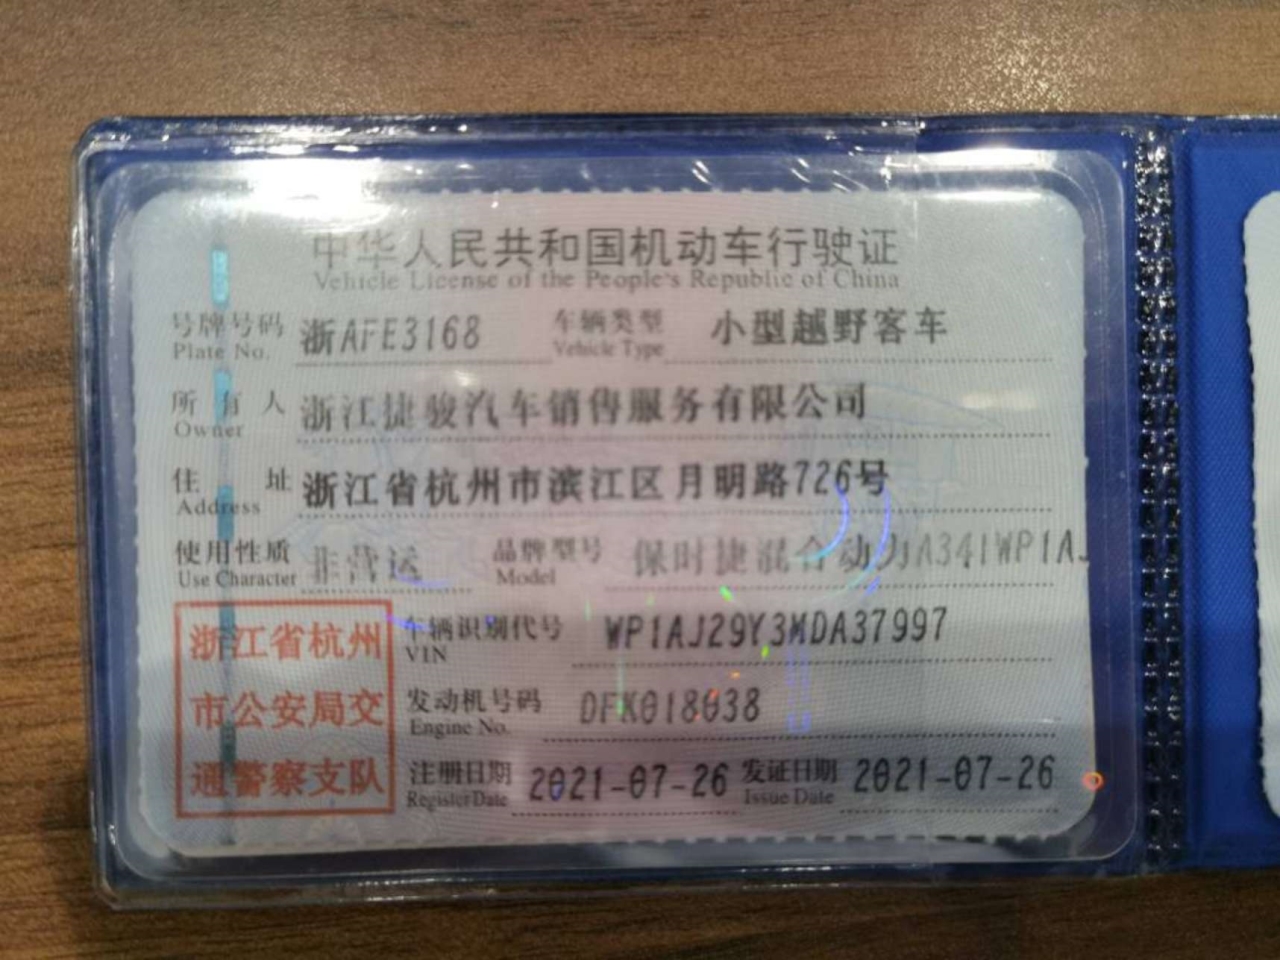 中华人民共和国机动车行驶证
Vehicle License of the People's Republic of China
号牌号码 浙AFE3168 车辆类型 小型越野客车
Plate No. Vehicle Type
所有人 浙江捷骏汽车销售服务有限公司
Owner
住址 浙江省杭州市滨江区月明路726号
Address
使用性质 非营运 品牌型号 保时捷混合动力A341WP1AJ
Use Character Model
浙江省杭州
市公安局交
通警察支队
车辆识别代号 WP1AJ29Y3MDA37997
VIN
发动机号码 DFK018038
Engine No.
注册日期 2021-07-26 发证日期 2021-07-26
Register Date Issue Date